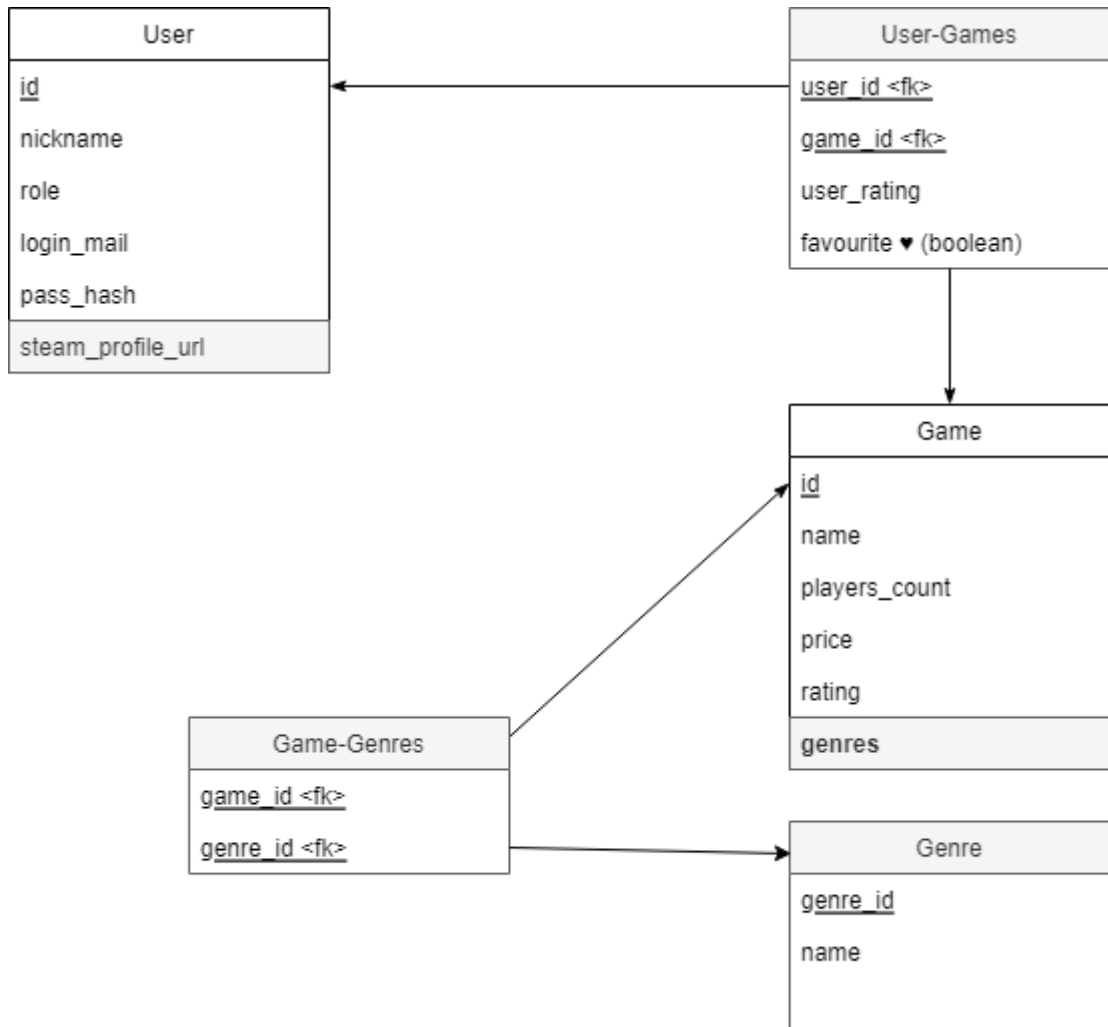 User
id
nickname
role
login_mail
pass_hash
steam_profile_url
User-Games
user_id <fk>
game_id <fk>
user_rating
favourite ♥ (boolean)
Game
id
name
players_count
price
rating
genres
Game-Genres
game_id <fk>
genre_id <fk>
Genre
genre_id
name